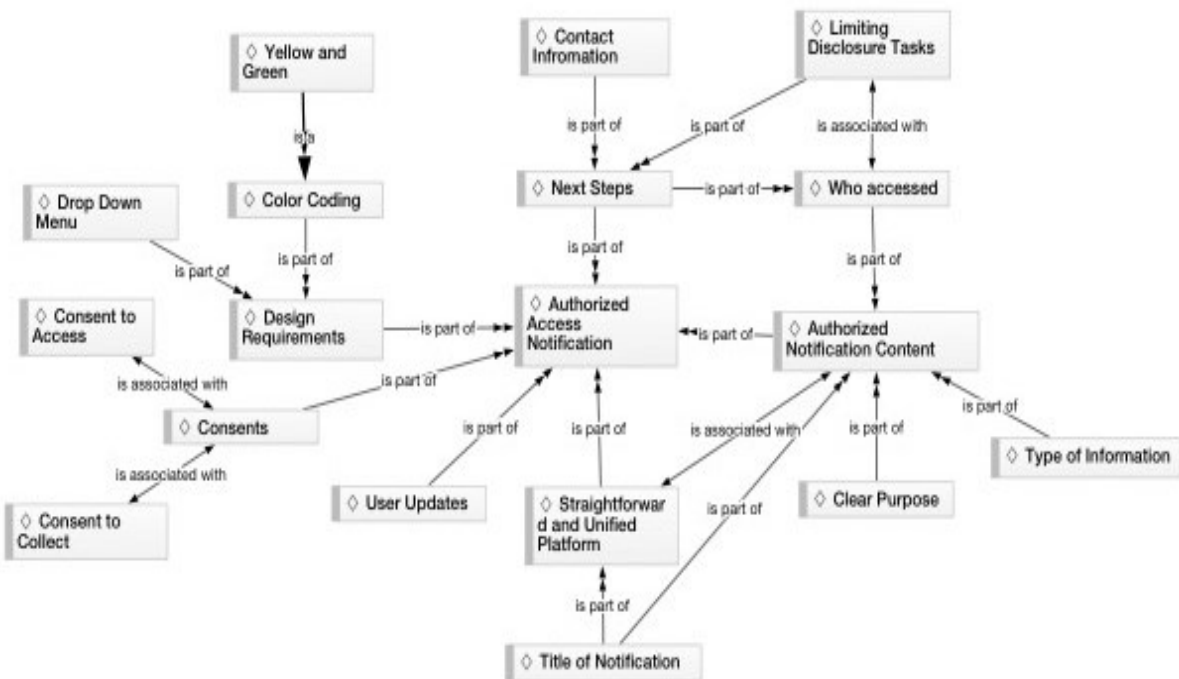 ◇ Yellow and
Green
◇ Contact
Infromation
◇ Limiting
Disclosure Tasks
is a
is part of
is part of
is associated with
◇ Drop Down
Menu
◇ Color Coding
◇ Next Steps
is part of
◇ Who accessed
is part of
is part of
is part of
is part of
◇ Consent to
Access
◇ Design
Requirements
is part of
◇ Authorized
Access
Notification
is part of
◇ Authorized
Notification Content
is associated with
is part of
◇ Consents
is part of
is part of
is associated with
is part of
is part of
is associated with
◇ Type of Information
◇ Consent to
Collect
◇ User Updates
◇ Straightforwar
d and Unified
Platform
is part of
◇ Clear Purpose
is part of
◇ Title of Notification